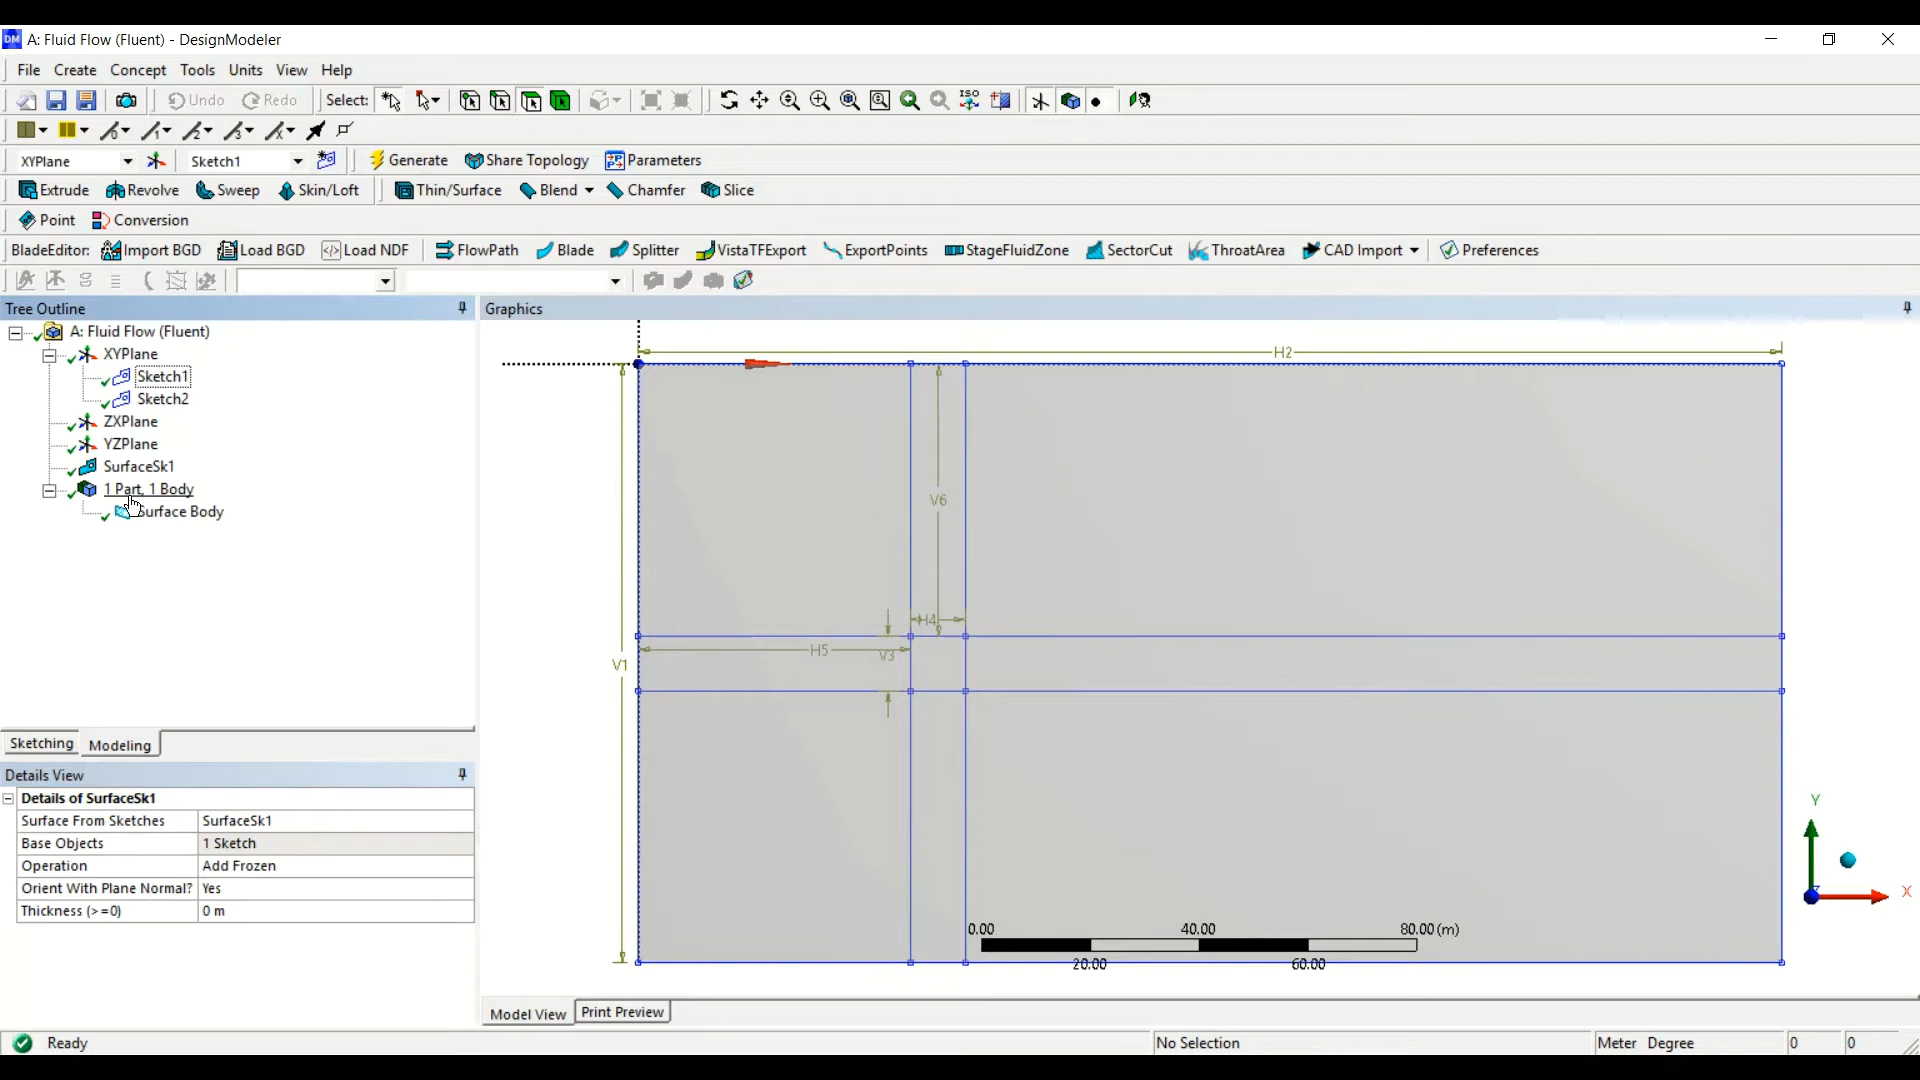 DM A: Fluid Flow (Fluent) - DesignModeler
File Create Concept Tools Units View Help
Undo Redo Select: ISO
XYPlane Sketch1 Generate Share Topology Parameters
Extrude Revolve Sweep Skin/Loft Thin/Surface Blend Chamfer Slice
Point Conversion
BladeEditor: Import BGD Load BGD Load NDF FlowPath Blade Splitter VistaTFExport ExportPoints StageFluidZone SectorCut ThroatArea CAD Import Preferences
Tree Outline
A: Fluid Flow (Fluent)
XYPlane
Sketch1
Sketch2
ZXPlane
YZPlane
SurfaceSk1
1 Part, 1 Body
Surface Body
Sketching Modeling
Details View
Details of SurfaceSk1
Surface From Sketches SurfaceSk1
Base Objects 1 Sketch
Operation Add Frozen
Orient With Plane Normal? Yes
Thickness (>=0) 0 m
Graphics
H2
V6
H4
H5
V3
V1
Y
X
0.00 40.00 80.00 (m)
20.00 60.00
Model View Print Preview
Ready No Selection Meter Degree 0 0